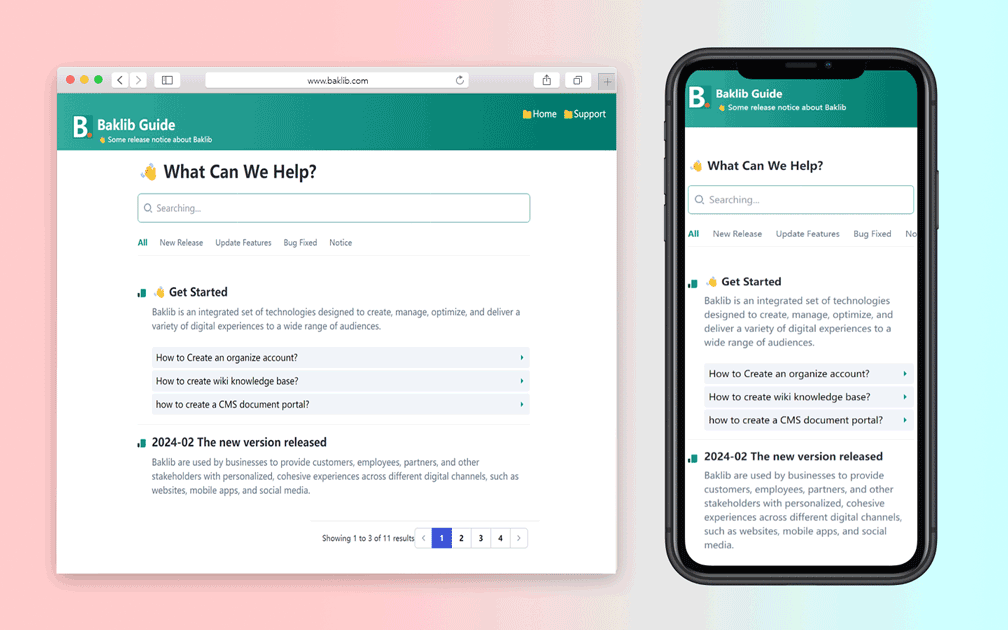 www.baklib.com
B.
Baklib Guide
Some release notice about Baklib
Home Support
What Can We Help?
Searching...
All New Release Update Features Bug Fixed Notice
Get Started
Baklib is an integrated set of technologies designed to create, manage, optimize, and deliver a
variety of digital experiences to a wide range of audiences.
How to Create an organize account?
How to create wiki knowledge base?
how to create a CMS document portal?
2024-02 The new version released
Baklib are used by businesses to provide customers, employees, partners, and other
stakeholders with personalized, cohesive experiences across different digital channels, such as
websites, mobile apps, and social media.
Showing 1 to 3 of 11 results 1 2 3 4
B.
Baklib Guide
Some release notice about Baklib
What Can We Help?
Searching...
All New Release Update Features Bug Fixed No
Get Started
Baklib is an integrated set of technologies
designed to create, manage, optimize, and
deliver a variety of digital experiences to a
wide range of audiences.
How to Create an organize account?
How to create wiki knowledge base?
how to create a CMS document portal?
2024-02 The new version released
Baklib are used by businesses to provide
customers, employees, partners, and other
stakeholders with personalized, cohesive
experiences across different digital channels,
such as websites, mobile apps, and social
media.